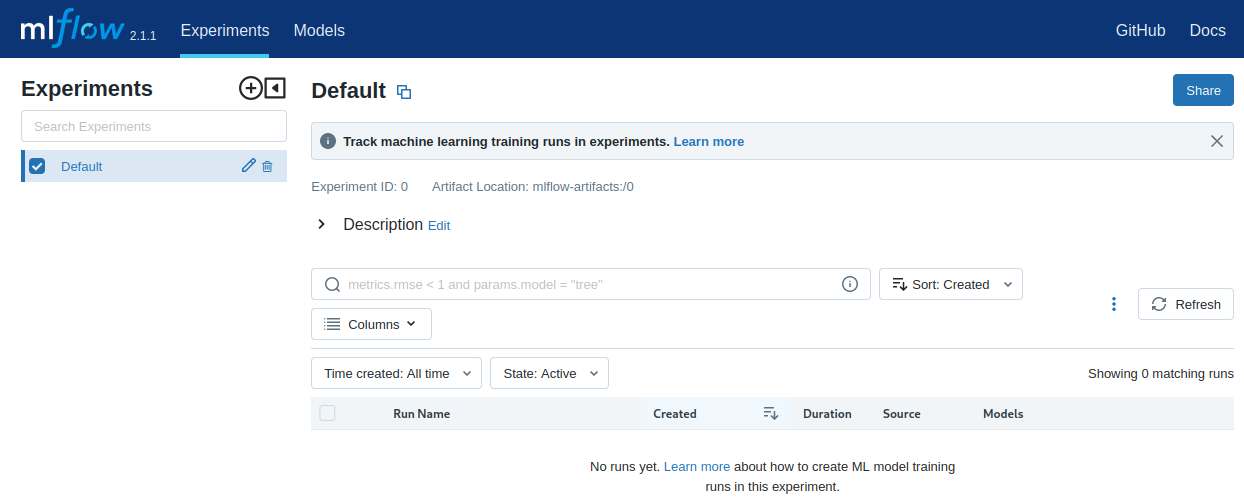 mlflow 2.1.1 Experiments Models GitHub Docs
Experiments
Search Experiments
Default
Default
Share
Track machine learning training runs in experiments. Learn more
Experiment ID: 0 Artifact Location: mlflow-artifacts:/0
Description Edit
metrics.rmse < 1 and params.model = "tree"
Sort: Created
Columns
Refresh
Time created: All time
State: Active
Showing 0 matching runs
Run Name Created Duration Source Models
No runs yet. Learn more about how to create ML model training
runs in this experiment.